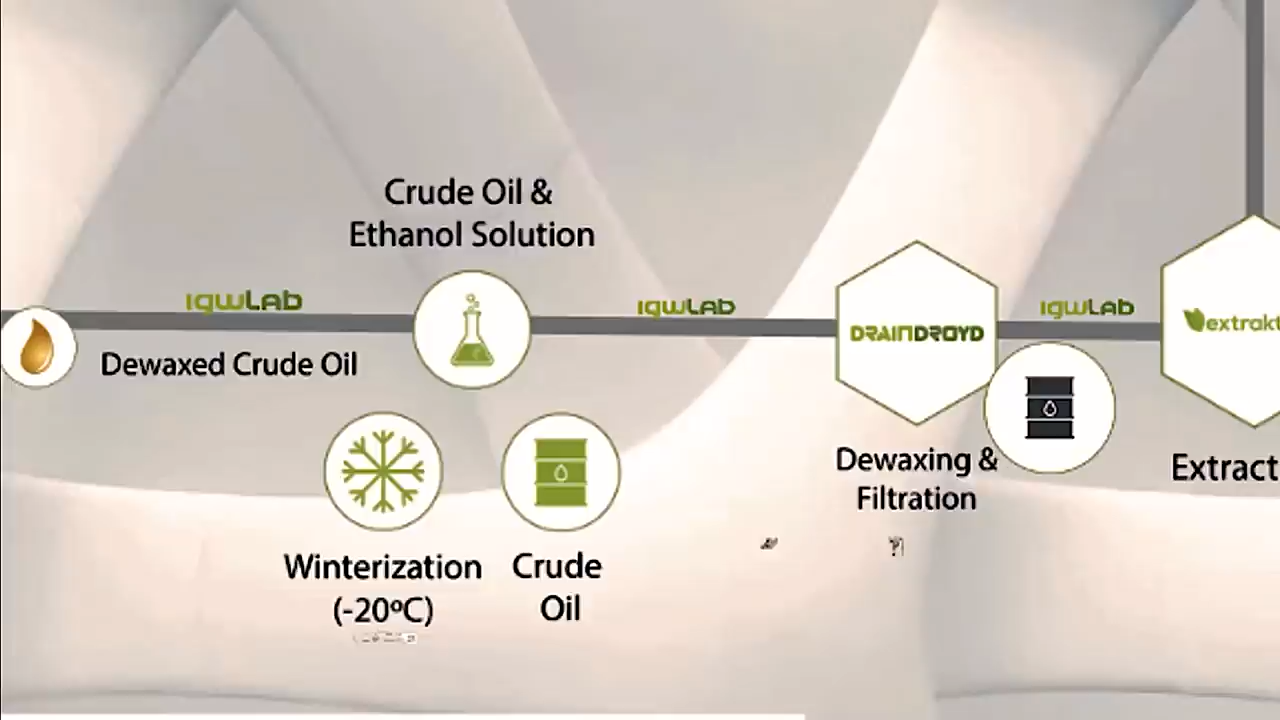 Crude Oil &
Ethanol Solution
IGWLAB
IGWLAB
IGWLAB
DRAINDROYD
extrakt
Dewaxed Crude Oil
Dewaxing &
Filtration
Extract
Winterization
(-20ºC)
Crude
Oil